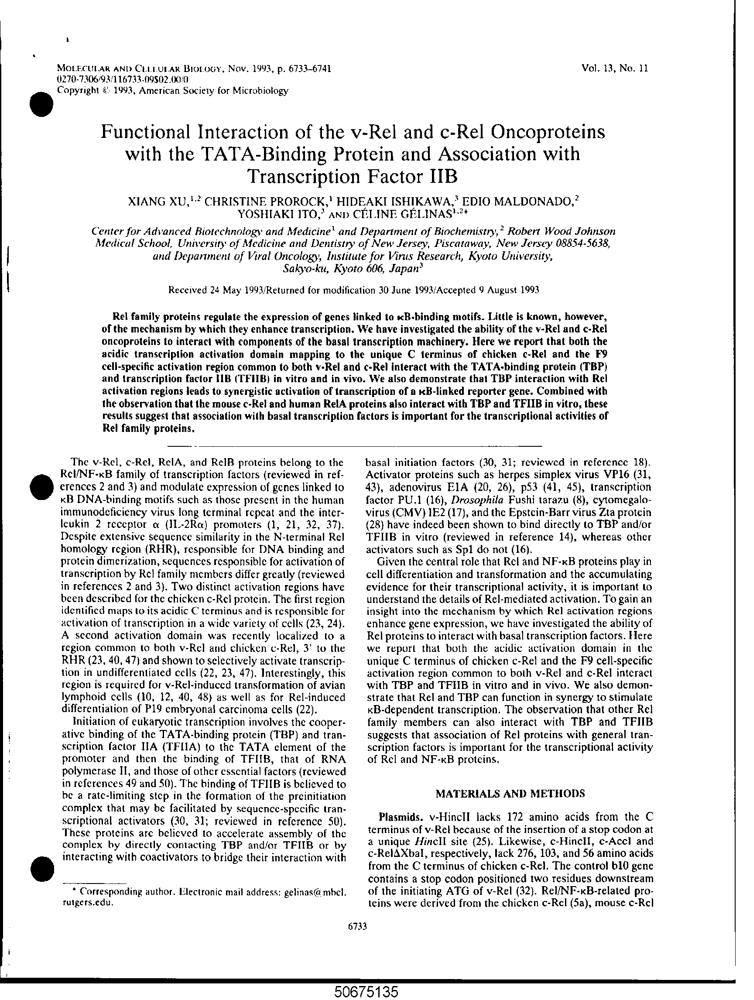 MOLECULAR AND CELLULAR BIOLOGY, Nov. 1993, p. 6733–6741
Vol. 13, No. 11
0270-7306/93/116733-09$02.00/0
Copyright © 1993, American Society for Microbiology
Functional Interaction of the v-Rel and c-Rel Oncoproteins
with the TATA-Binding Protein and Association with
Transcription Factor IIB
XIANG XU,1,2 CHRISTINE PROROCK,1 HIDEAKI ISHIKAWA,3 EDIO MALDONADO,2
YOSHIAKI ITO,3 AND CÉLINE GÉLINAS1,2*
Center for Advanced Biotechnology and Medicine1 and Department of Biochemistry,2 Robert Wood Johnson
Medical School, University of Medicine and Dentistry of New Jersey, Piscataway, New Jersey 08854-5638,
and Department of Viral Oncology, Institute for Virus Research, Kyoto University,
Sakyo-ku, Kyoto 606, Japan3
Received 24 May 1993/Returned for modification 30 June 1993/Accepted 9 August 1993
Rel family proteins regulate the expression of genes linked to κB-binding motifs. Little is known, however,
of the mechanism by which they enhance transcription. We have investigated the ability of the v-Rel and c-Rel
oncoproteins to interact with components of the basal transcription machinery. Here we report that both the
acidic transcription activation domain mapping to the unique C terminus of chicken c-Rel and the F9
cell-specific activation region common to both v-Rel and c-Rel interact with the TATA-binding protein (TBP)
and transcription factor IIB (TFIIB) in vitro and in vivo. We also demonstrate that TBP interaction with Rel
activation regions leads to synergistic activation of transcription of a κB-linked reporter gene. Combined with
the observation that the mouse c-Rel and human RelA proteins also interact with TBP and TFIIB in vitro, these
results suggest that association with basal transcription factors is important for the transcriptional activities of
Rel family proteins.
The v-Rel, c-Rel, RelA, and RelB proteins belong to the
Rel/NF-κB family of transcription factors (reviewed in ref-
erences 2 and 3) and modulate expression of genes linked to
κB DNA-binding motifs such as those present in the human
immunodeficiency virus long terminal repeat and the inter-
leukin 2 receptor α (IL-2Rα) promoters (1, 21, 32, 37).
Despite extensive sequence similarity in the N-terminal Rel
homology region (RHR), responsible for DNA binding and
protein dimerization, sequences responsible for activation of
transcription by Rel family members differ greatly (reviewed
in references 2 and 3). Two distinct activation regions have
been described for the chicken c-Rel protein. The first region
identified maps to its acidic C terminus and is responsible for
activation of transcription in a wide variety of cells (23, 24).
A second activation domain was recently localized to a
region common to both v-Rel and chicken c-Rel, 3' to the
RHR (23, 40, 47) and shown to selectively activate transcrip-
tion in undifferentiated cells (22, 23, 47). Interestingly, this
region is required for v-Rel-induced transformation of avian
lymphoid cells (10, 12, 40, 48) as well as for Rel-induced
differentiation of P19 embryonal carcinoma cells (22).
Initiation of eukaryotic transcription involves the cooper-
ative binding of the TATA-binding protein (TBP) and tran-
scription factor IIA (TFIIA) to the TATA element of the
promoter and then the binding of TFIIB, that of RNA
polymerase II, and those of other essential factors (reviewed
in references 49 and 50). The binding of TFIIB is believed to
be a rate-limiting step in the formation of the preinitiation
complex that may be facilitated by sequence-specific tran-
scriptional activators (30, 31; reviewed in reference 50).
These proteins are believed to accelerate assembly of the
complex by directly contacting TBP and/or TFIIB or by
interacting with coactivators to bridge their interaction with
* Corresponding author. Electronic mail address: gelinas@mbcl.
rutgers.edu.
basal initiation factors (30, 31; reviewed in reference 18).
Activator proteins such as herpes simplex virus VP16 (31,
43), adenovirus E1A (20, 26), p53 (41, 45), transcription
factor PU.1 (16), Drosophila Fushi tarazu (8), cytomegalo-
virus (CMV) IE2 (17), and the Epstein-Barr virus Zta protein
(28) have indeed been shown to bind directly to TBP and/or
TFIIB in vitro (reviewed in reference 14), whereas other
activators such as Sp1 do not (16).
Given the central role that Rel and NF-κB proteins play in
cell differentiation and transformation and the accumulating
evidence for their transcriptional activity, it is important to
understand the details of Rel-mediated activation. To gain an
insight into the mechanism by which Rel activation regions
enhance gene expression, we have investigated the ability of
Rel proteins to interact with basal transcription factors. Here
we report that both the acidic activation domain in the
unique C terminus of chicken c-Rel and the F9 cell-specific
activation region common to both v-Rel and c-Rel interact
with TBP and TFIIB in vitro and in vivo. We also demon-
strate that Rel and TBP can function in synergy to stimulate
κB-dependent transcription. The observation that other Rel
family members can also interact with TBP and TFIIB
suggests that association of Rel proteins with general tran-
scription factors is important for the transcriptional activity
of Rel and NF-κB proteins.
MATERIALS AND METHODS
Plasmids. v-HincII lacks 172 amino acids from the C
terminus of v-Rel because of the insertion of a stop codon at
a unique HincII site (25). Likewise, c-HincII, c-AccI and
c-RelΔXbaI, respectively, lack 276, 103, and 56 amino acids
from the C terminus of chicken c-Rel. The control b10 gene
contains a stop codon positioned two residues downstream
of the initiating ATG of v-Rel (32). Rel/NF-κB-related pro-
teins were derived from the chicken c-Rel (5a), mouse c-Rel
6733
50675135